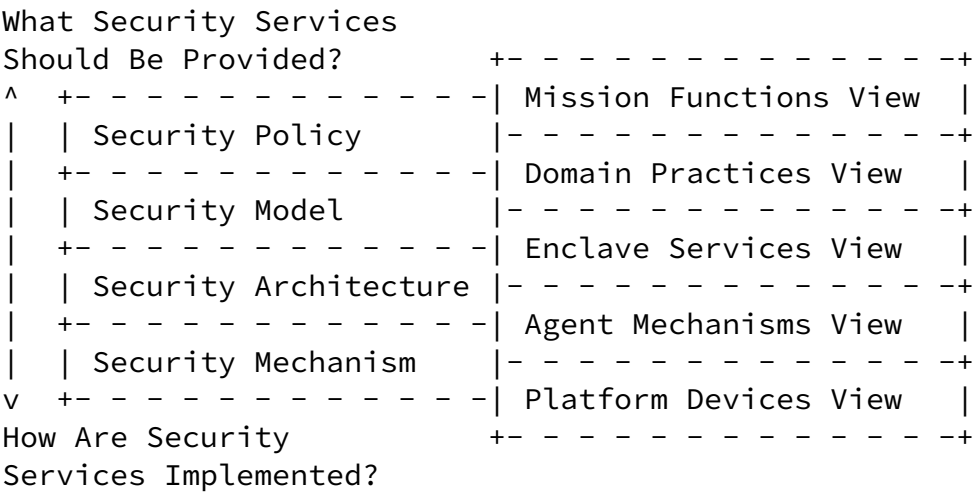 What Security Services
Should Be Provided?        +- - - - - - - - - - - - -+
^  +- - - - - - - - - - - -| Mission Functions View  |
|  | Security Policy       |- - - - - - - - - - - - -+
|  +- - - - - - - - - - - -| Domain Practices View   |
|  | Security Model        |- - - - - - - - - - - - -+
|  +- - - - - - - - - - - -| Enclave Services View   |
|  | Security Architecture |- - - - - - - - - - - - -+
|  +- - - - - - - - - - - -| Agent Mechanisms View   |
|  | Security Mechanism    |- - - - - - - - - - - - -+
v  +- - - - - - - - - - - -| Platform Devices View   |
How Are Security           +- - - - - - - - - - - - -+
Services Implemented?